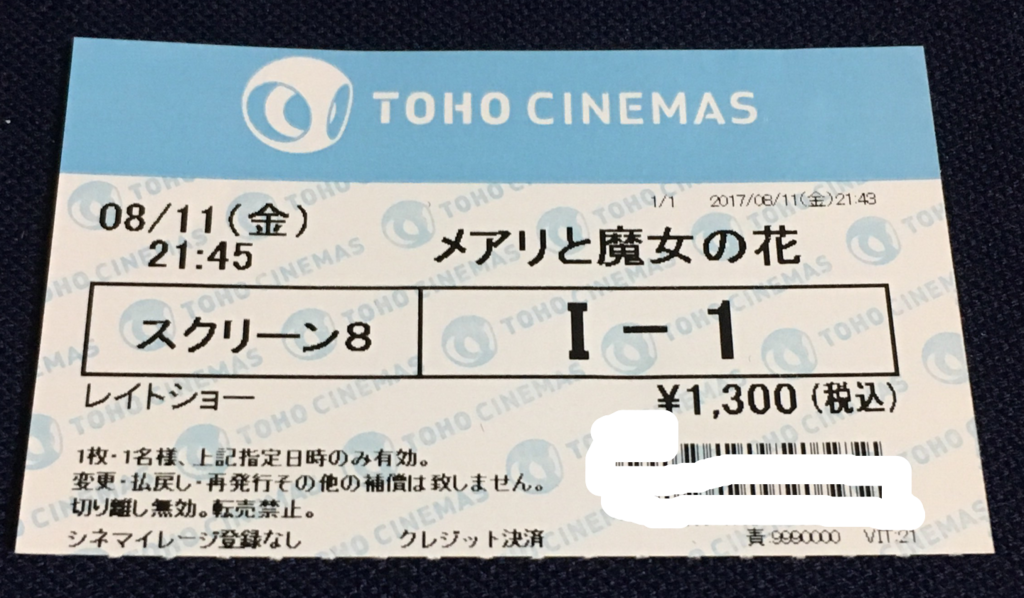 TOHO CINEMAS
1/1 2017/08/11(金)21:43
08/11(金)
21:45
メアリと魔女の花
スクリーン8
I-1
レイトショー
¥1,300(税込)
1枚・1名様、上記指定日時のみ有効。
変更・払戻し・再発行その他の補償は致しません。
切り離し無効。転売禁止。
シネマイレージ登録なし クレジット決済 責:9990000 VIT:21